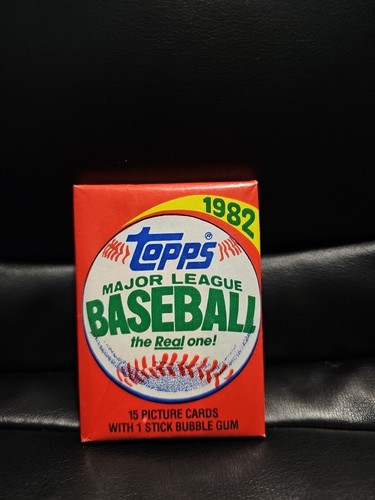 1982
Topps®
MAJOR LEAGUE
BASEBALL
the Real one!
15 PICTURE CARDS
WITH 1 STICK BUBBLE GUM